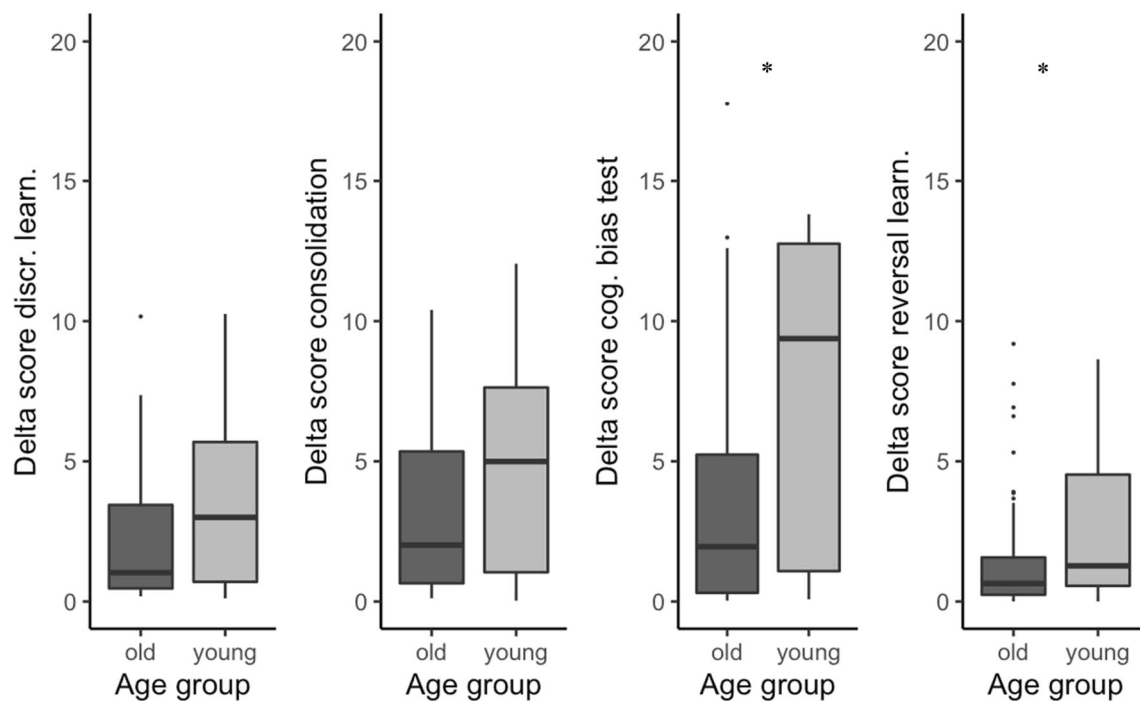 Delta score discr. learn.
20
15
10
5
0
old young
Age group
Delta score consolidation
20
15
10
5
0
old young
Age group
Delta score cog. bias test
20
15
10
5
0
*
old young
Age group
Delta score reversal learn.
20
15
10
5
0
*
old young
Age group